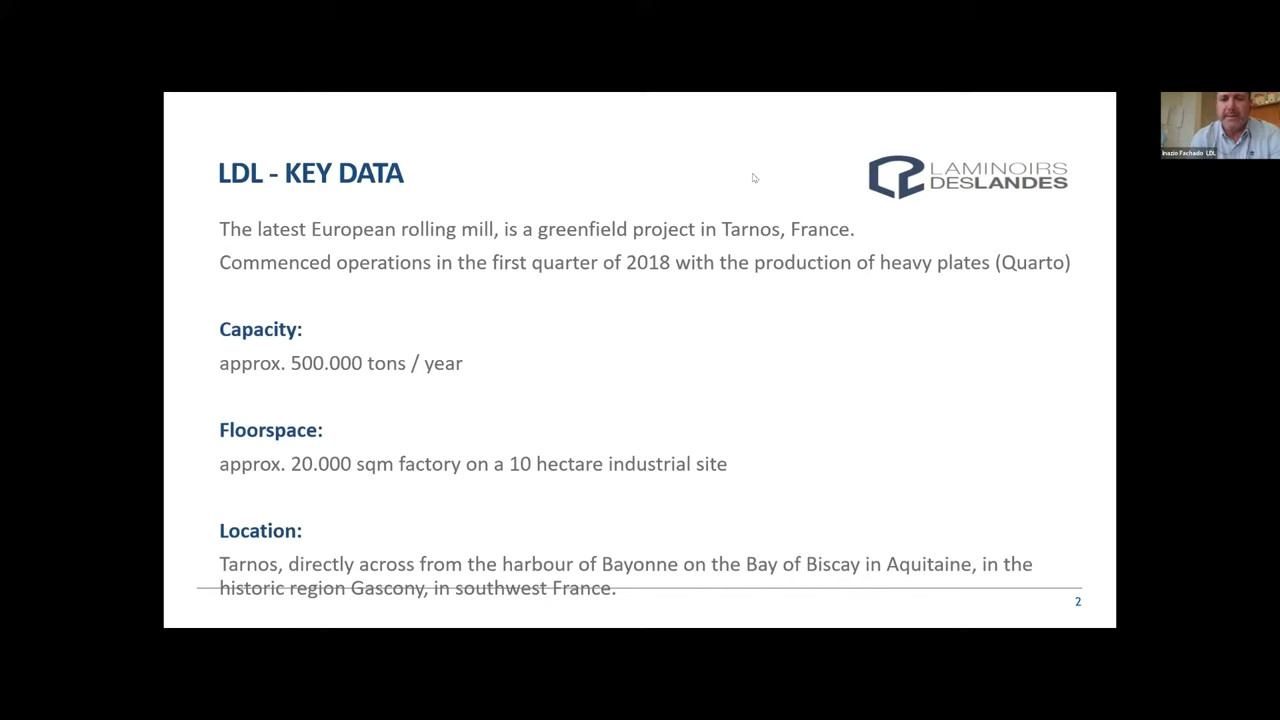 LDL - KEY DATA
LAMINOIRS
DESLANDES
The latest European rolling mill, is a greenfield project in Tarnos, France.
Commenced operations in the first quarter of 2018 with the production of heavy plates (Quarto)
Capacity:
approx. 500.000 tons / year
Floorspace:
approx. 20.000 sqm factory on a 10 hectare industrial site
Location:
Tarnos, directly across from the harbour of Bayonne on the Bay of Biscay in Aquitaine, in the
historic region Gascony, in southwest France.
2
Inazio Fachado LDL